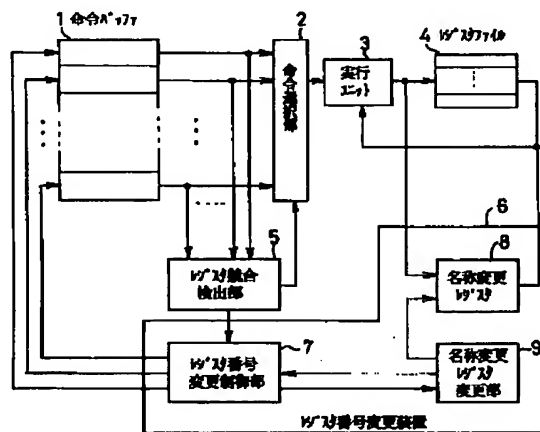 1 命令バッファ
2
命令選択部
3
実行
ユニット
4 レジスタファイル
5
レジスタ競合
検出部
6
7
レジスタ番号
変更制御部
8
名称変更
レジスタ
9
名称変更
レジスタ
変更部
レジスタ番号変更装置